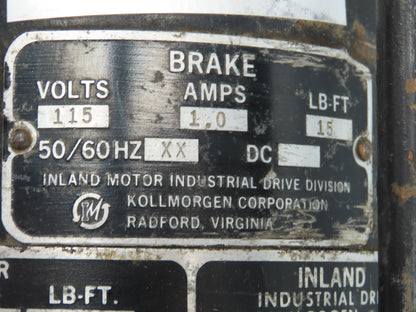 BRAKE
VOLTS AMPS LB-FT
115 1.0 15
50/60HZ XX DC
INLAND MOTOR INDUSTRIAL DRIVE DIVISION
KOLLMORGEN CORPORATION
RADFORD, VIRGINIA
LB-FT.
INLAND
INDUSTRIAL DRI